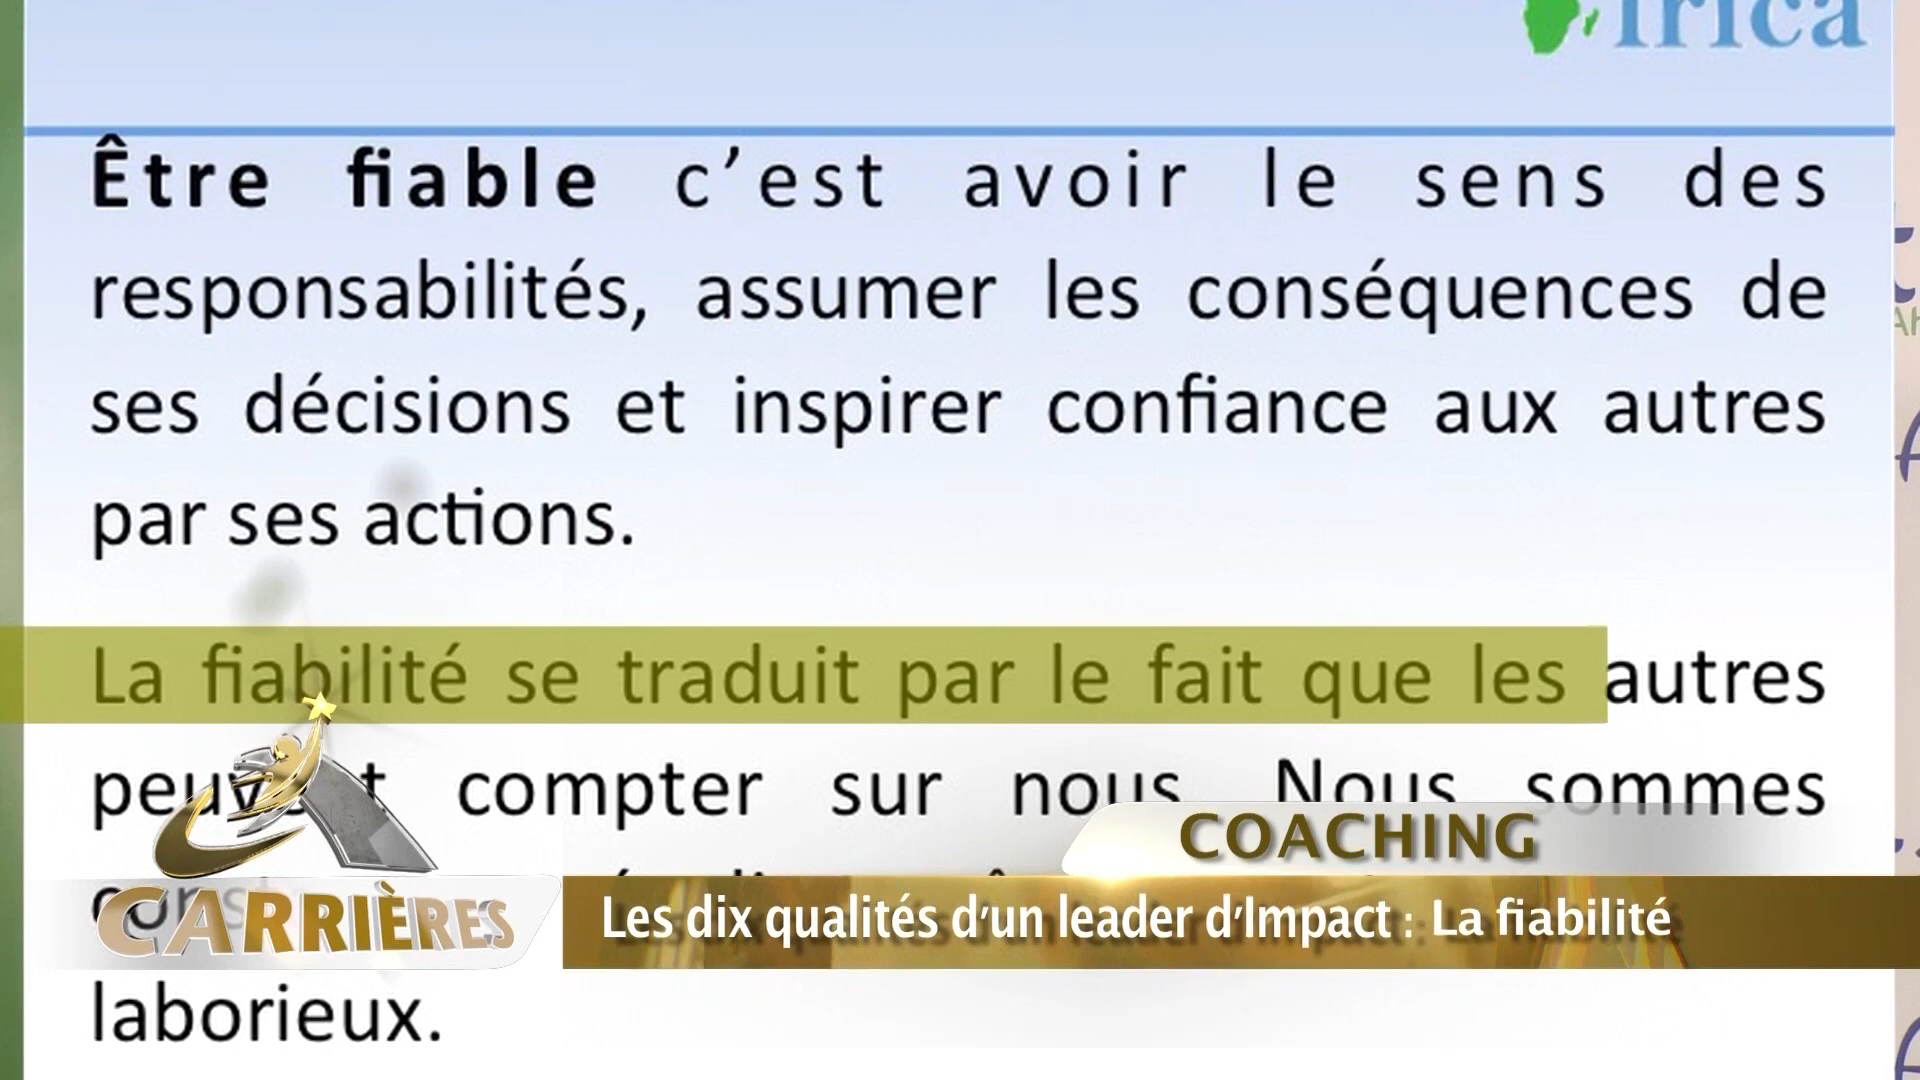 frica
Être fiable c’est avoir le sens des
responsabilités, assumer les conséquences de
ses décisions et inspirer confiance aux autres
par ses actions.
La fiabilité se traduit par le fait que les autres
compter sur nous. Nous sommes
COACHING
CARRIÈRES
Les dix qualités d'un leader d'Impact : La fiabilité
laborieux.